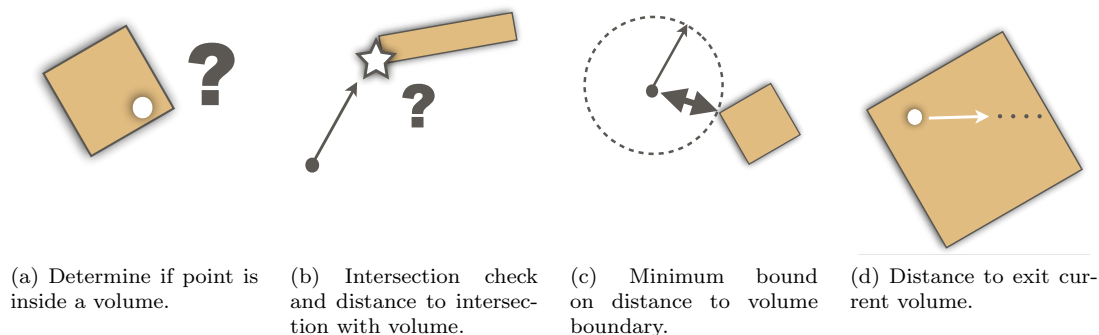 ?
?
(a) Determine if point is
inside a volume.
(b) Intersection check
and distance to intersec-
tion with volume.
(c) Minimum bound
on distance to volume
boundary.
(d) Distance to exit cur-
rent volume.